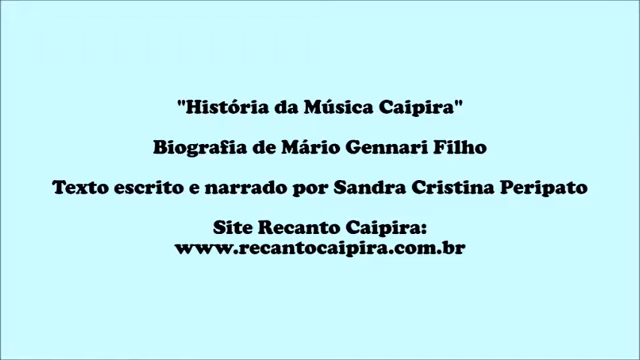 "História da Música Caipira"
Biografia de Mário Gennari Filho
Texto escrito e narrado por Sandra Cristina Peripato
Site Recanto Caipira:
www.recantocaipira.com.br